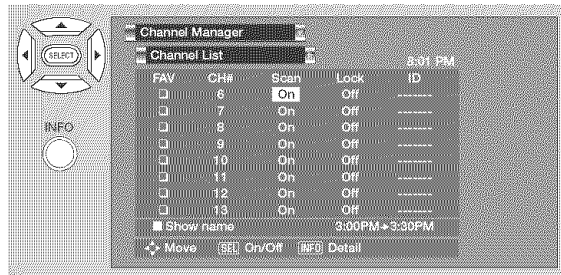 SELECT
INFO
Channel Manager
Channel List
8:01 PM
FAV CH# Scan Lock ID
6 On Off ------
7 On Off ------
8 On Off ------
9 On Off ------
10 On Off ------
11 On Off ------
12 On Off ------
13 On Off ------
Show name 3:00PM→3:30PM
Move SEL On/Off INFO Detail